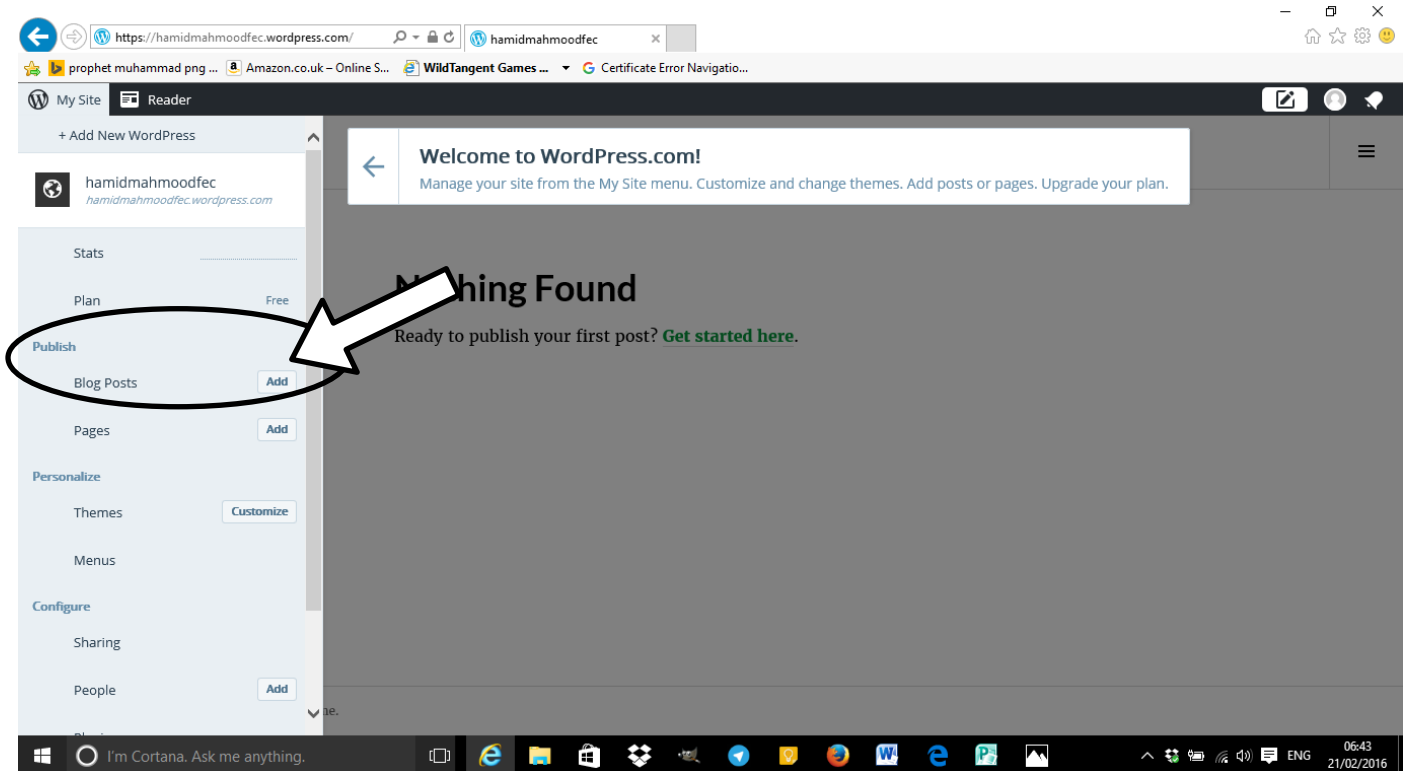 https://hamidmahmoodfec.wordpress.com/
hamidmahmoodfec
prophet muhammad png ...
Amazon.co.uk – Online S...
WildTangent Games ...
Certificate Error Navigatio...
My Site
Reader
+ Add New WordPress
hamidmahmoodfec
hamidmahmoodfec.wordpress.com
Stats
Plan
Free
Publish
Blog Posts
Add
Pages
Add
Personalize
Themes
Customize
Menus
Configure
Sharing
People
Add
Welcome to WordPress.com!
Manage your site from the My Site menu. Customize and change themes. Add posts or pages. Upgrade your plan.
Found
Ready to publish your first post? Get started here.
I'm Cortana. Ask me anything.
ENG
06:43
21/02/2016